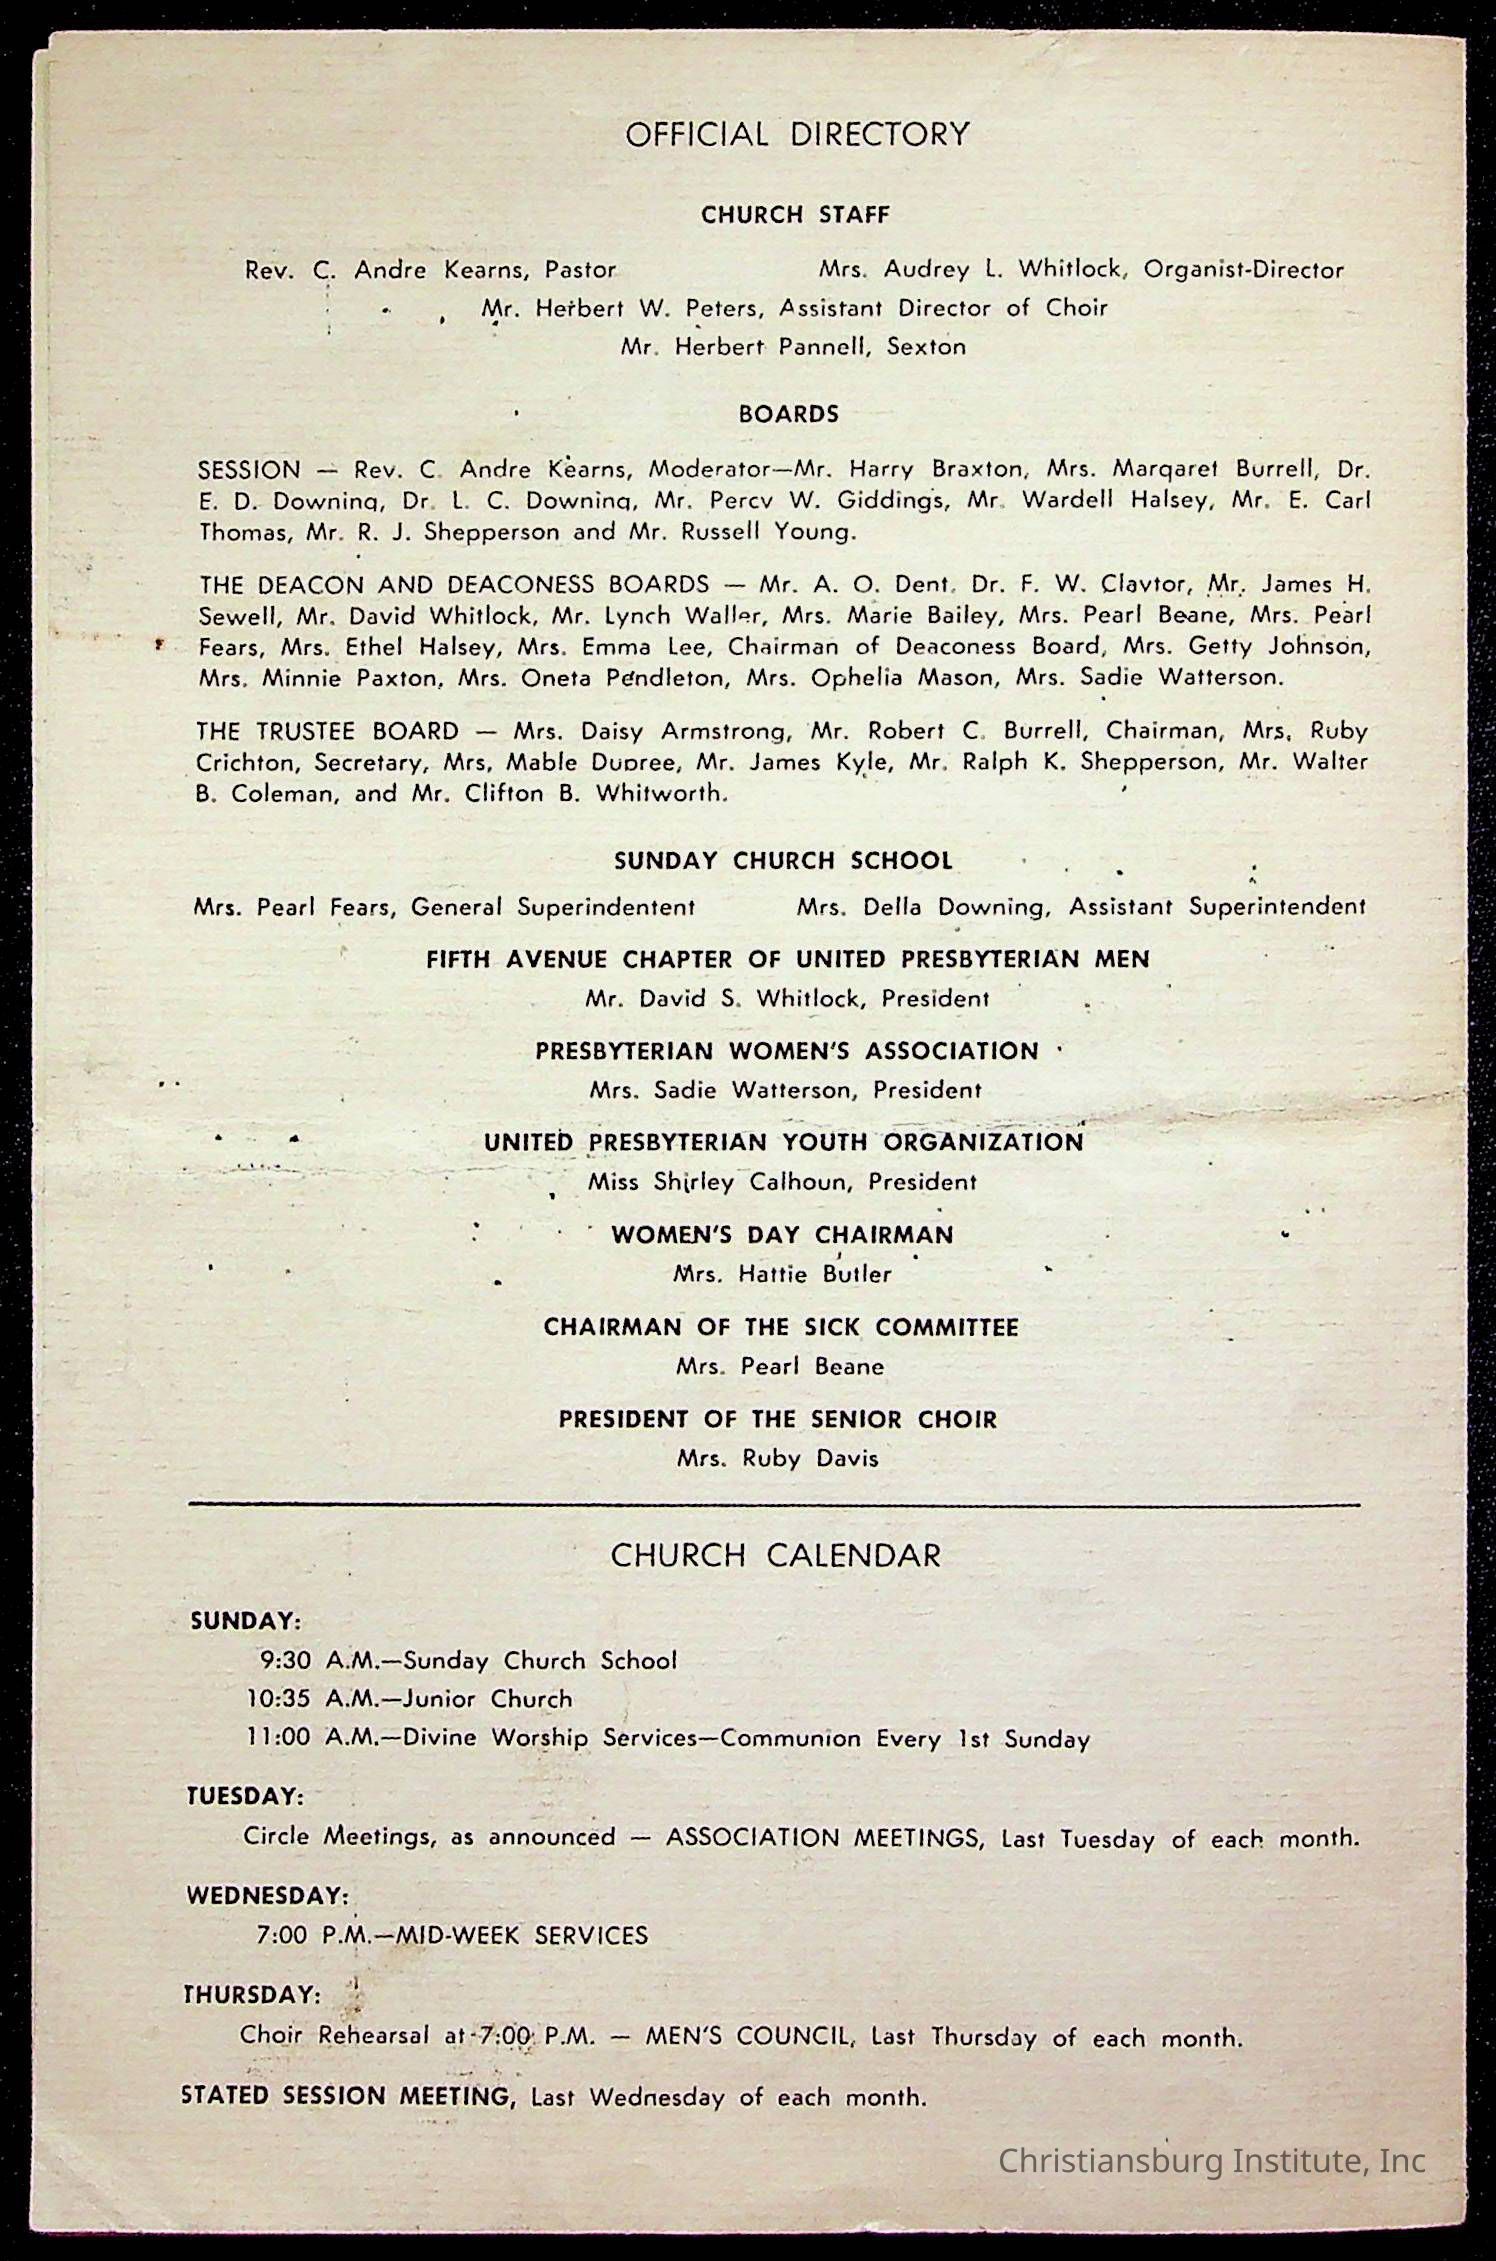 OFFICIAL DIRECTORY
CHURCH STAFF
Rev. C. Andre Kearns, Pastor Mrs. Audrey L. Whitlock, Organist-Director
Mr. Herbert W. Peters, Assistant Director of Choir
Mr. Herbert Pannell, Sexton
BOARDS
SESSION — Rev. C. Andre Kearns, Moderator—Mr. Harry Braxton, Mrs. Margaret Burrell, Dr.
E. D. Downing, Dr. L. C. Downing, Mr. Percy W. Giddings, Mr. Wardell Halsey, Mr. E. Carl
Thomas, Mr. R. J. Shepperson and Mr. Russell Young.
THE DEACON AND DEACONESS BOARDS — Mr. A. O. Dent, Dr. F. W. Claytor, Mr. James H.
Sewell, Mr. David Whitlock, Mr. Lynch Waller, Mrs. Marie Bailey, Mrs. Pearl Beane, Mrs. Pearl
Fears, Mrs. Ethel Halsey, Mrs. Emma Lee, Chairman of Deaconess Board, Mrs. Getty Johnson,
Mrs. Minnie Paxton, Mrs. Oneta Pendleton, Mrs. Ophelia Mason, Mrs. Sadie Watterson.
THE TRUSTEE BOARD — Mrs. Daisy Armstrong, Mr. Robert C. Burrell, Chairman, Mrs. Ruby
Crichton, Secretary, Mrs, Mable Dupree, Mr. James Kyle, Mr. Ralph K. Shepperson, Mr. Walter
B. Coleman, and Mr. Clifton B. Whitworth.
SUNDAY CHURCH SCHOOL
Mrs. Pearl Fears, General Superindentent Mrs. Della Downing, Assistant Superintendent
FIFTH AVENUE CHAPTER OF UNITED PRESBYTERIAN MEN
Mr. David S. Whitlock, President
PRESBYTERIAN WOMEN'S ASSOCIATION
Mrs. Sadie Watterson, President
UNITED PRESBYTERIAN YOUTH ORGANIZATION
Miss Shirley Calhoun, President
WOMEN'S DAY CHAIRMAN
Mrs. Hattie Butler
CHAIRMAN OF THE SICK COMMITTEE
Mrs. Pearl Beane
PRESIDENT OF THE SENIOR CHOIR
Mrs. Ruby Davis
CHURCH CALENDAR
SUNDAY:
9:30 A.M.—Sunday Church School
10:35 A.M.—Junior Church
11:00 A.M.—Divine Worship Services—Communion Every 1st Sunday
TUESDAY:
Circle Meetings, as announced — ASSOCIATION MEETINGS, Last Tuesday of each month.
WEDNESDAY:
7:00 P.M.—MID-WEEK SERVICES
THURSDAY:
Choir Rehearsal at 7:00 P.M. — MEN'S COUNCIL, Last Thursday of each month.
STATED SESSION MEETING, Last Wednesday of each month.
Christiansburg Institute, Inc